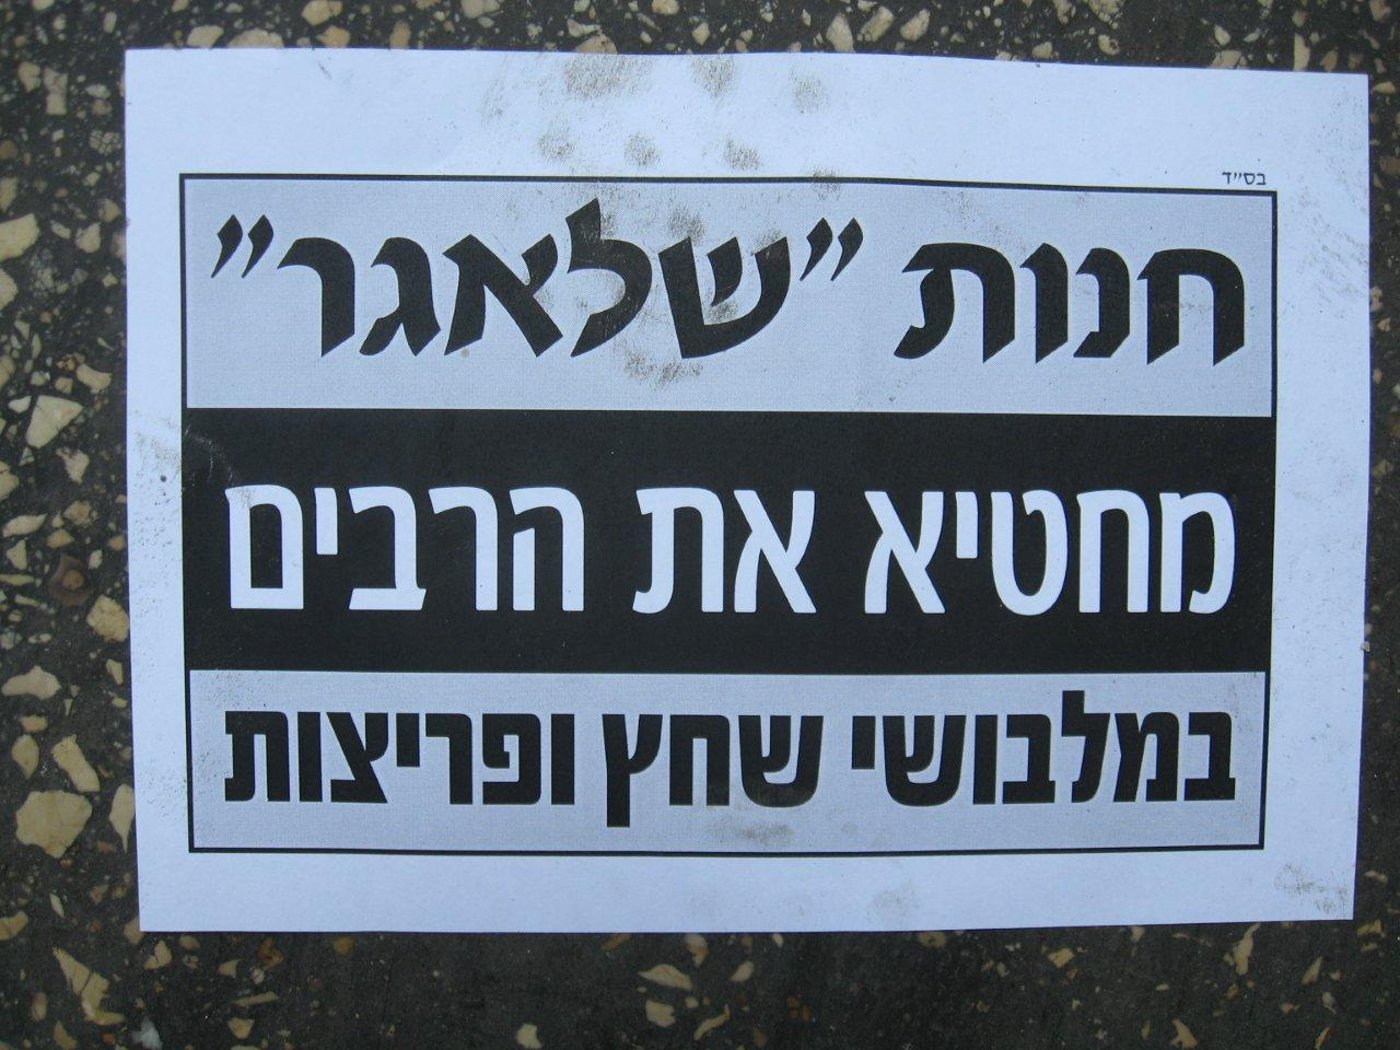 בס"ד
חנות "שלאגר"
מחטיא את הרבים
במלבושי שחץ ופריצות